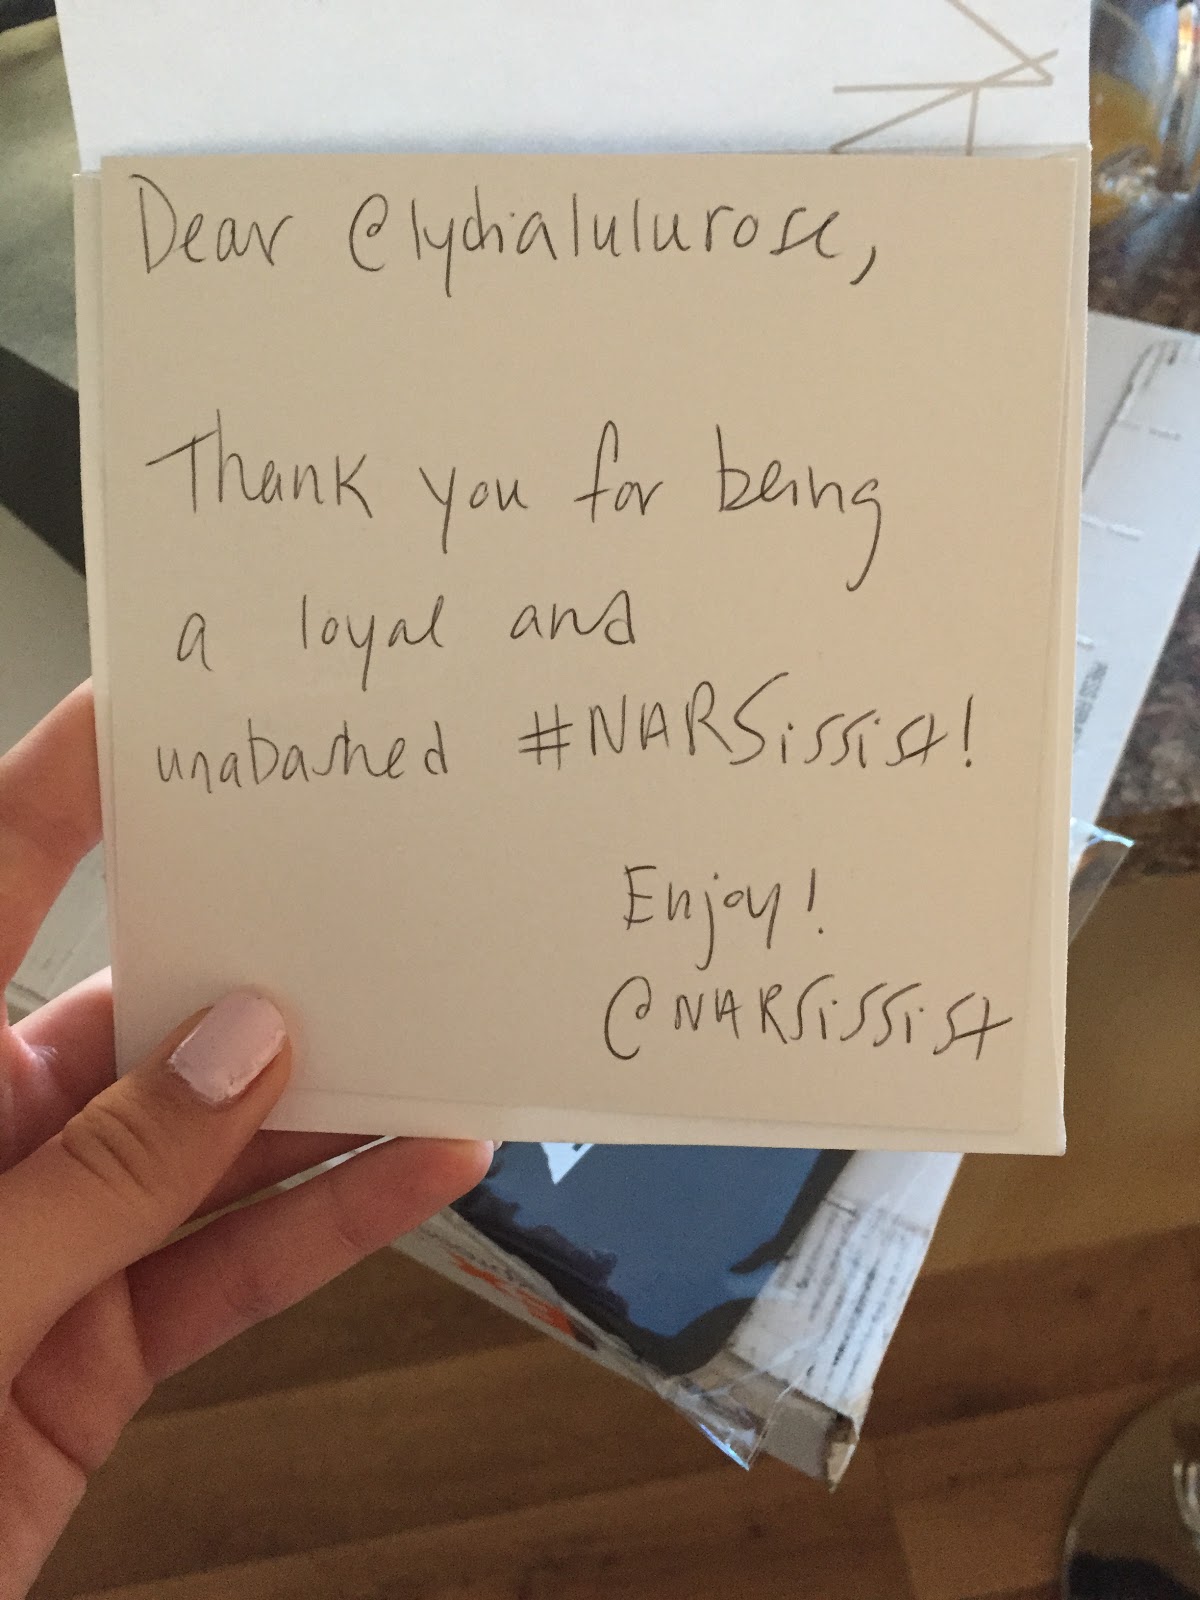 Dear @lydialulurose,
Thank you for being
a loyal and
unabashed #NARSissist!
Enjoy!
@NARSissist